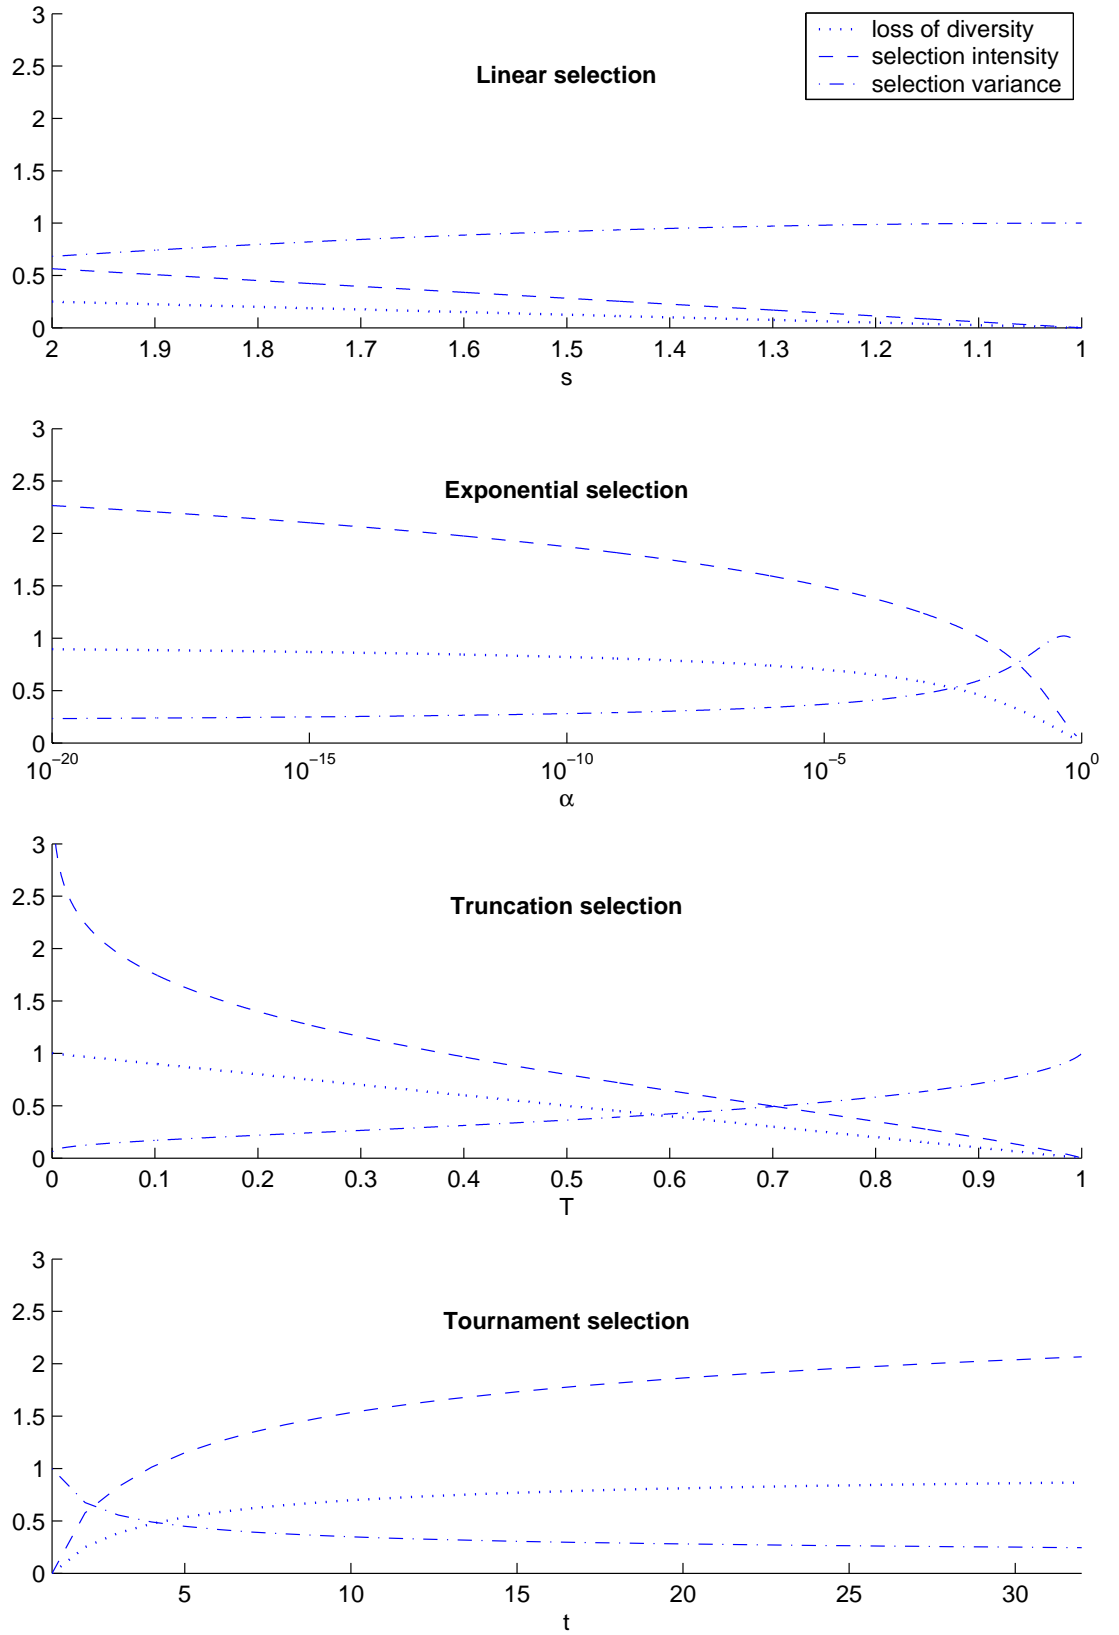 3
loss of diversity
2.5
selection intensity
Linear selection
selection variance
2
1.5
1
0.5
0
2 1.9 1.8 1.7 1.6 1.5 1.4 1.3 1.2 1.1 1
s
3
2.5
Exponential selection
2
1.5
1
0.5
0
10^−20 10^−15 10^−10 10^−5 10^0
α
3
2.5
Truncation selection
2
1.5
1
0.5
0
0 0.1 0.2 0.3 0.4 0.5 0.6 0.7 0.8 0.9 1
T
3
2.5
Tournament selection
2
1.5
1
0.5
0
5 10 15 20 25 30
t